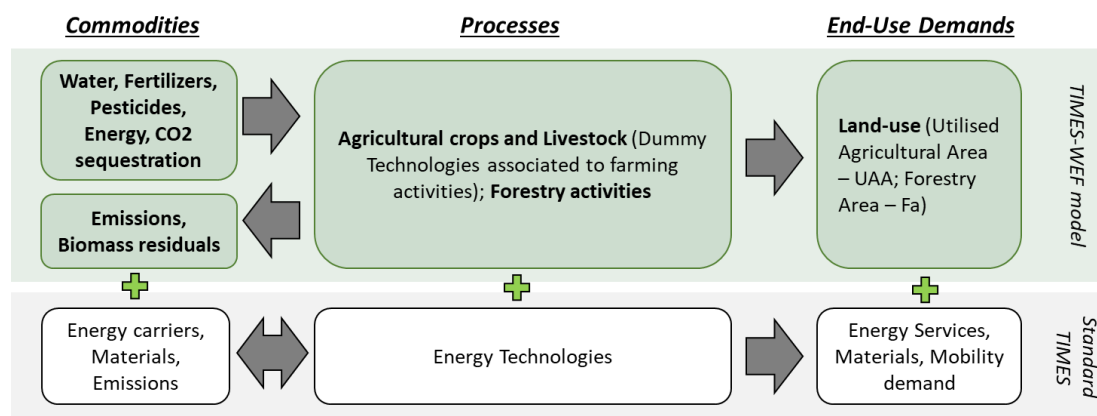 Commodities
Processes
End-Use Demands
Water, Fertilizers,
Pesticides,
Energy, CO2
sequestration
Emissions,
Biomass residuals
Agricultural crops and Livestock (Dummy
Technologies associated to farming
activities); Forestry activities
Land-use (Utilised
Agricultural Area
– UAA; Forestry
Area – Fa)
TIMES-WEF model
Energy carriers,
Materials,
Emissions
Energy Technologies
Energy Services,
Materials, Mobility
demand
Standard
TIMES